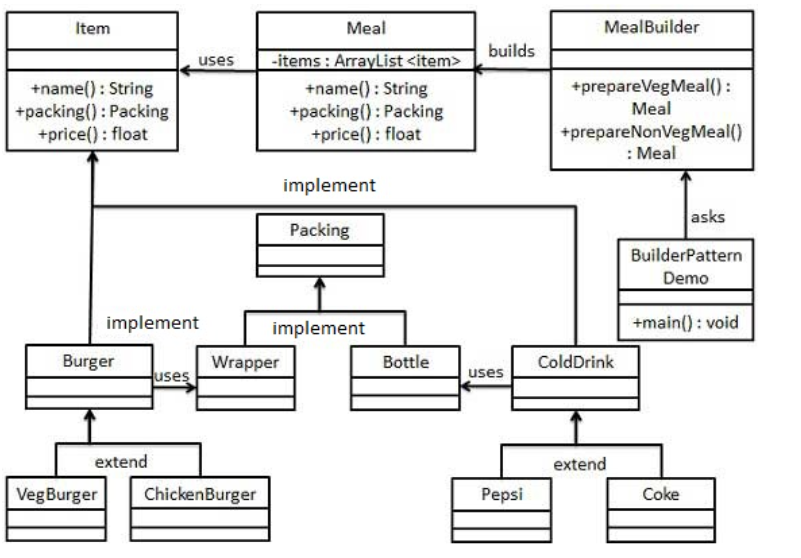 Item
+name() : String
+packing() : Packing
+price() : float
uses
Meal
-items : ArrayList <item>
+name() : String
+packing() : Packing
+price() : float
builds
MealBuilder
+prepareVegMeal() :
Meal
+prepareNonVegMeal()
: Meal
implement
asks
Packing
BuilderPattern
Demo
+main() : void
implement
implement
Burger
uses
Wrapper
Bottle
uses
ColdDrink
extend
extend
VegBurger
ChickenBurger
Pepsi
Coke